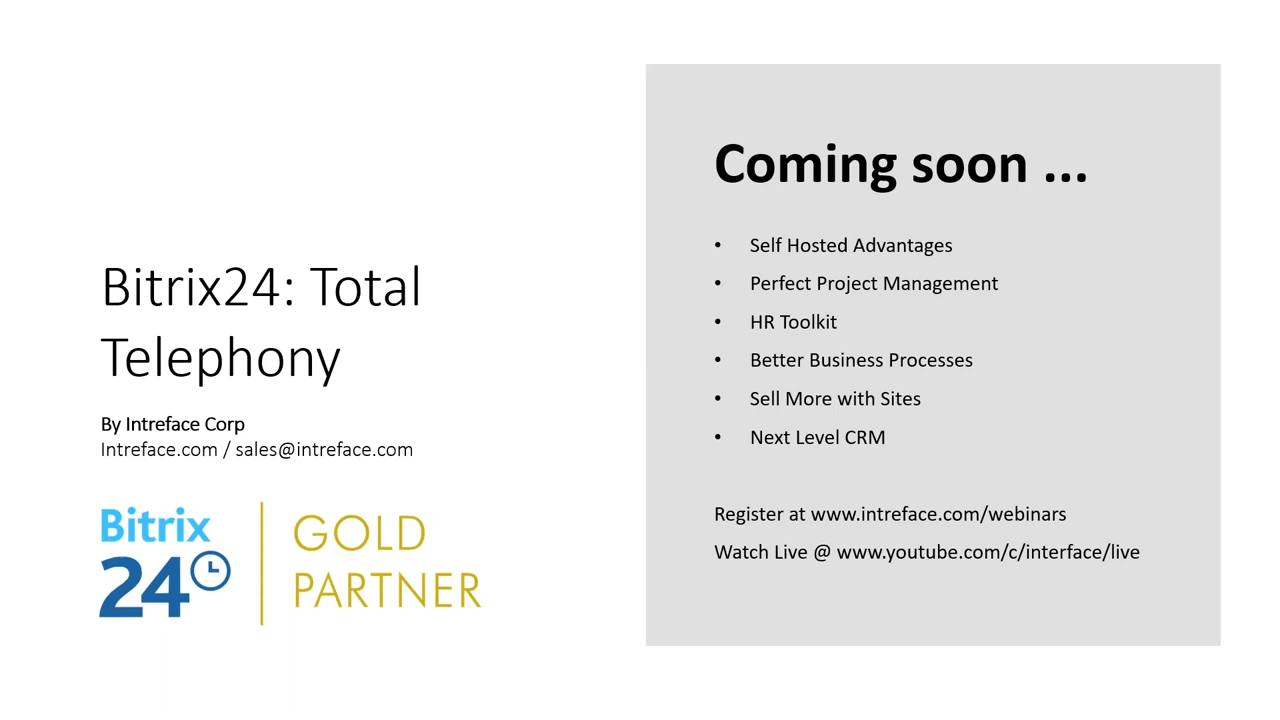 Bitrix24: Total
Telephony
By Intreface Corp
Intreface.com / sales@intreface.com
Bitrix
24
GOLD
PARTNER
Coming soon ...
• Self Hosted Advantages
• Perfect Project Management
• HR Toolkit
• Better Business Processes
• Sell More with Sites
• Next Level CRM
Register at www.intreface.com/webinars
Watch Live @ www.youtube.com/c/interface/live